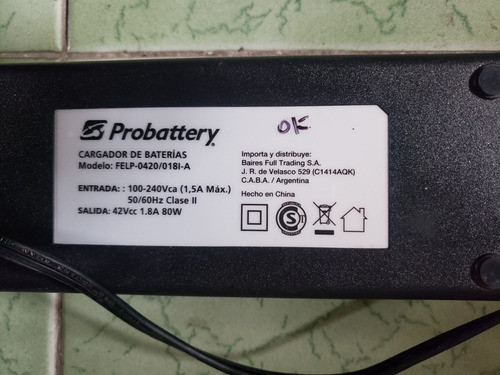 Probattery
OK
CARGADOR DE BATERÍAS
Modelo: FELP-0420/018I-A
ENTRADA: : 100-240Vca (1,5A Máx.)
50/60Hz Clase II
SALIDA: 42Vcc 1.8A 80W
Importa y distribuye:
Baires Full Trading S.A.
J. R. de Velasco 529 (C1414AQK)
C.A.B.A. / Argentina
Hecho en China